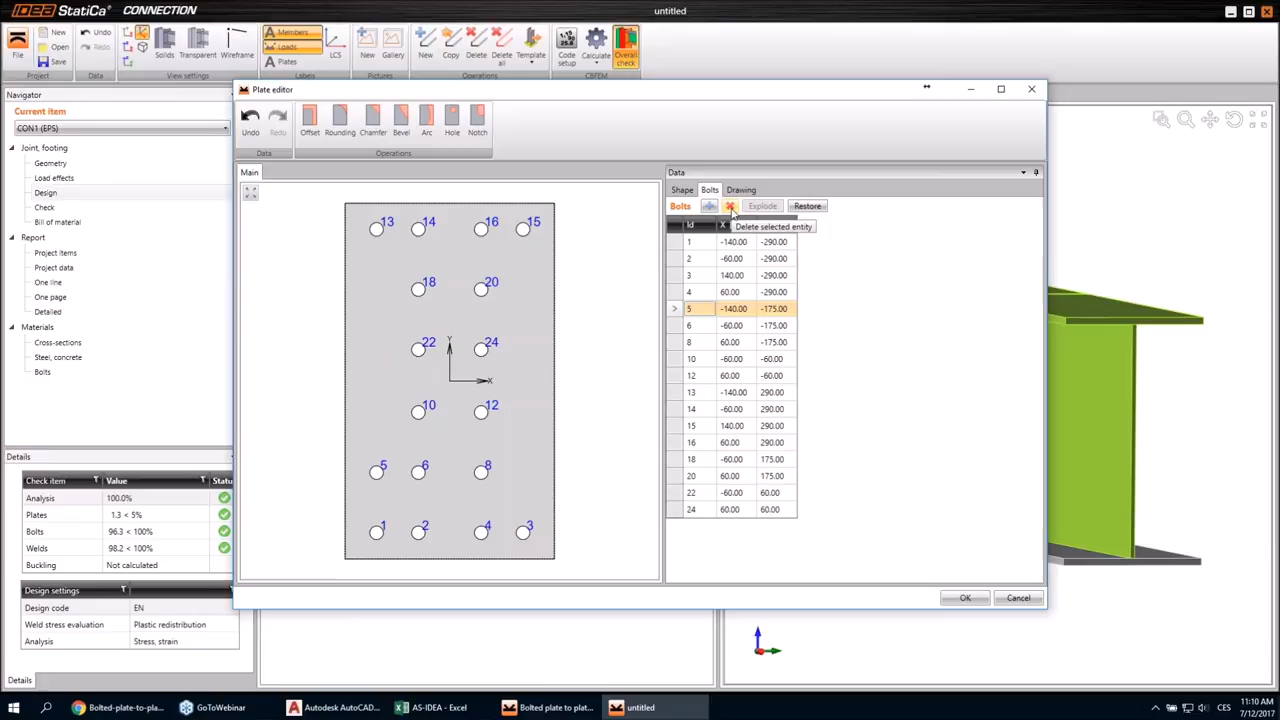 IDEA StatiCa CONNECTION
untitled
File
New
Open
Save
Project
Undo
Redo
Data
Solids
Transparent
Wireframe
View settings
Members
Loads
Plates
LCS
Labels
New
Gallery
Pictures
New
Copy
Delete
Delete all
Template
Operations
Code setup
Calculate
Overall check
CBFEM
Navigator
Current item
CON1 (EPS)
Joint, footing
Geometry
Load effects
Design
Check
Bill of material
Report
Project items
Project data
One line
One page
Detailed
Materials
Cross-sections
Steel, concrete
Bolts
Details
Check item Value Statu
Analysis 100.0%
Plates 1.3 < 5%
Bolts 96.3 < 100%
Welds 98.2 < 100%
Buckling Not calculated
Design settings
Design code EN
Weld stress evaluation Plastic redistribution
Analysis Stress, strain
Details
Plate editor
Undo
Redo
Data
Offset
Rounding
Chamfer
Bevel
Arc
Hole
Notch
Operations
Main
13 14 16 15
18 20
22 24
Y
X
10 12
5 6 8
1 2 4 3
Data
Shape Bolts Drawing
Bolts Explode Restore
Id X
Delete selected entity
1 -140.00 -290.00
2 -60.00 -290.00
3 140.00 -290.00
4 60.00 -290.00
> 5 -140.00 -175.00
6 -60.00 -175.00
8 60.00 -175.00
10 -60.00 -60.00
12 60.00 -60.00
13 -140.00 290.00
14 -60.00 290.00
15 140.00 290.00
16 60.00 290.00
18 -60.00 175.00
20 60.00 175.00
22 -60.00 60.00
24 60.00 60.00
OK Cancel
Bolted-plate-to-pla...
GoToWebinar
Autodesk AutoCAD...
AS-IDEA - Excel
Bolted plate to plat...
untitled
CES
11:10 AM
7/12/2017